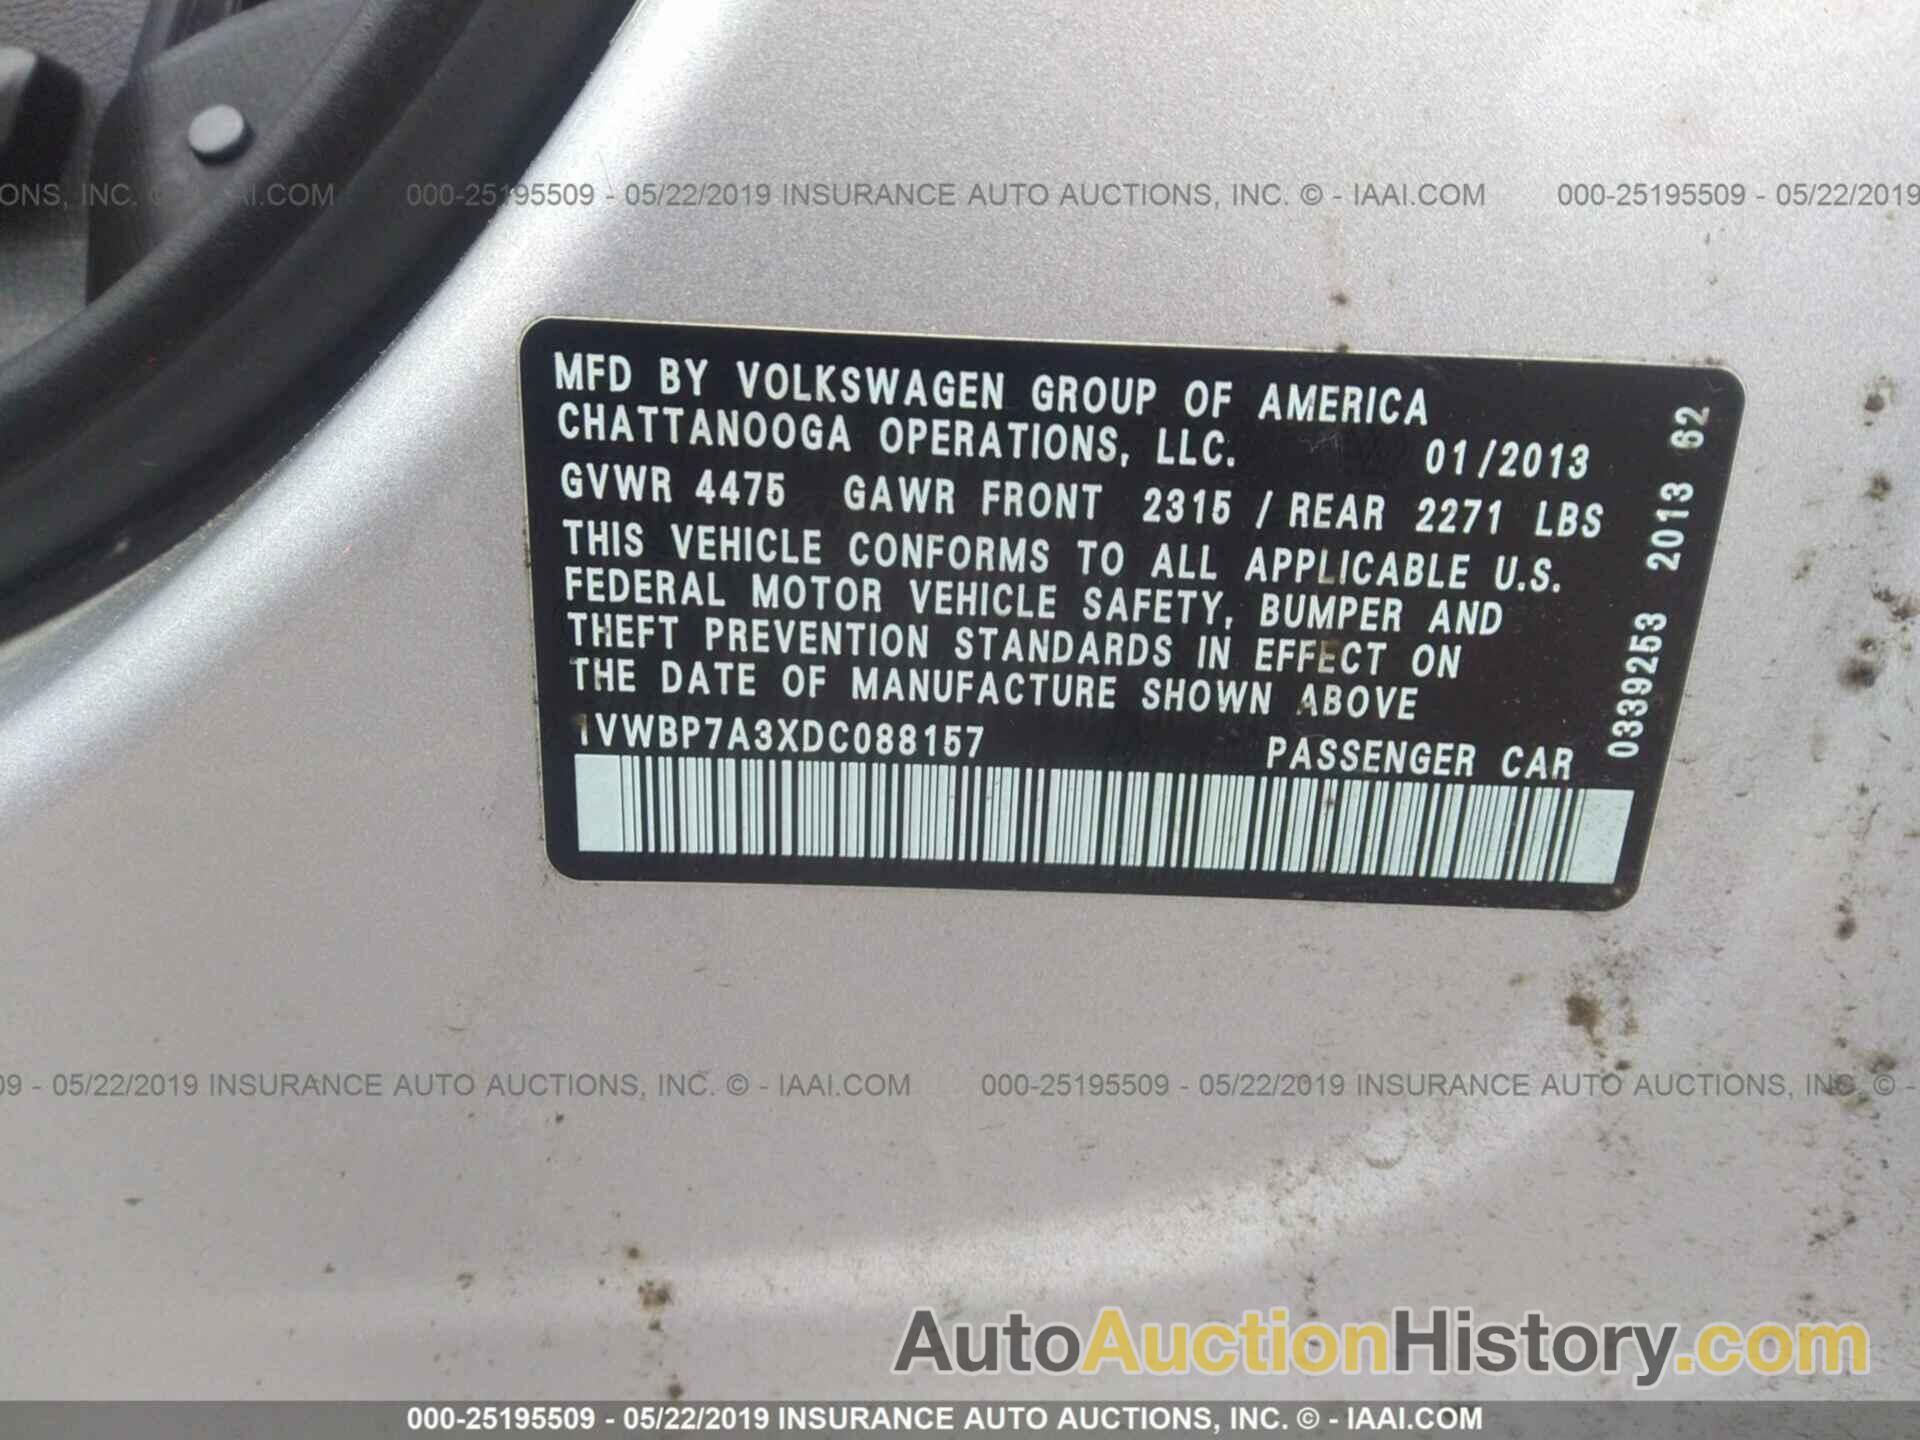 ONS, INC. © - IAAI.COM 000-25195509 - 05/22/2019 INSURANCE AUTO AUCTIONS, INC. © - IAAI.COM 000-25195509 - 05/22/2019
MFD BY VOLKSWAGEN GROUP OF AMERICA
CHATTANOOGA OPERATIONS, LLC. 01/2013
GVWR 4475 GAWR FRONT 2315 / REAR 2271 LBS
THIS VEHICLE CONFORMS TO ALL APPLICABLE U.S.
FEDERAL MOTOR VEHICLE SAFETY, BUMPER AND
THEFT PREVENTION STANDARDS IN EFFECT ON
THE DATE OF MANUFACTURE SHOWN ABOVE
1VWBP7A3XDC088157 PASSENGER CAR
0339253 2013 62
09 - 05/22/2019 INSURANCE AUTO AUCTIONS, INC. © - IAAI.COM 000-25195509 - 05/22/2019 INSURANCE AUTO AUCTIONS, INC. © -
AutoAuctionHistory.com
000-25195509 - 05/22/2019 INSURANCE AUTO AUCTIONS, INC. © - IAAI.COM